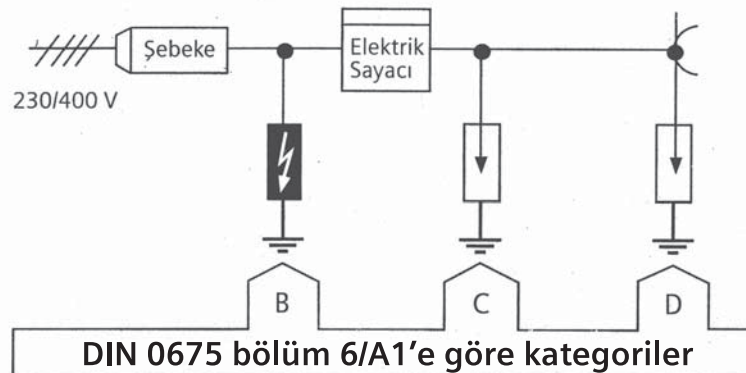 Şebeke
Elektrik
Sayacı
230/400 V
B
C
D
DIN 0675 bölüm 6/A1'e göre kategoriler